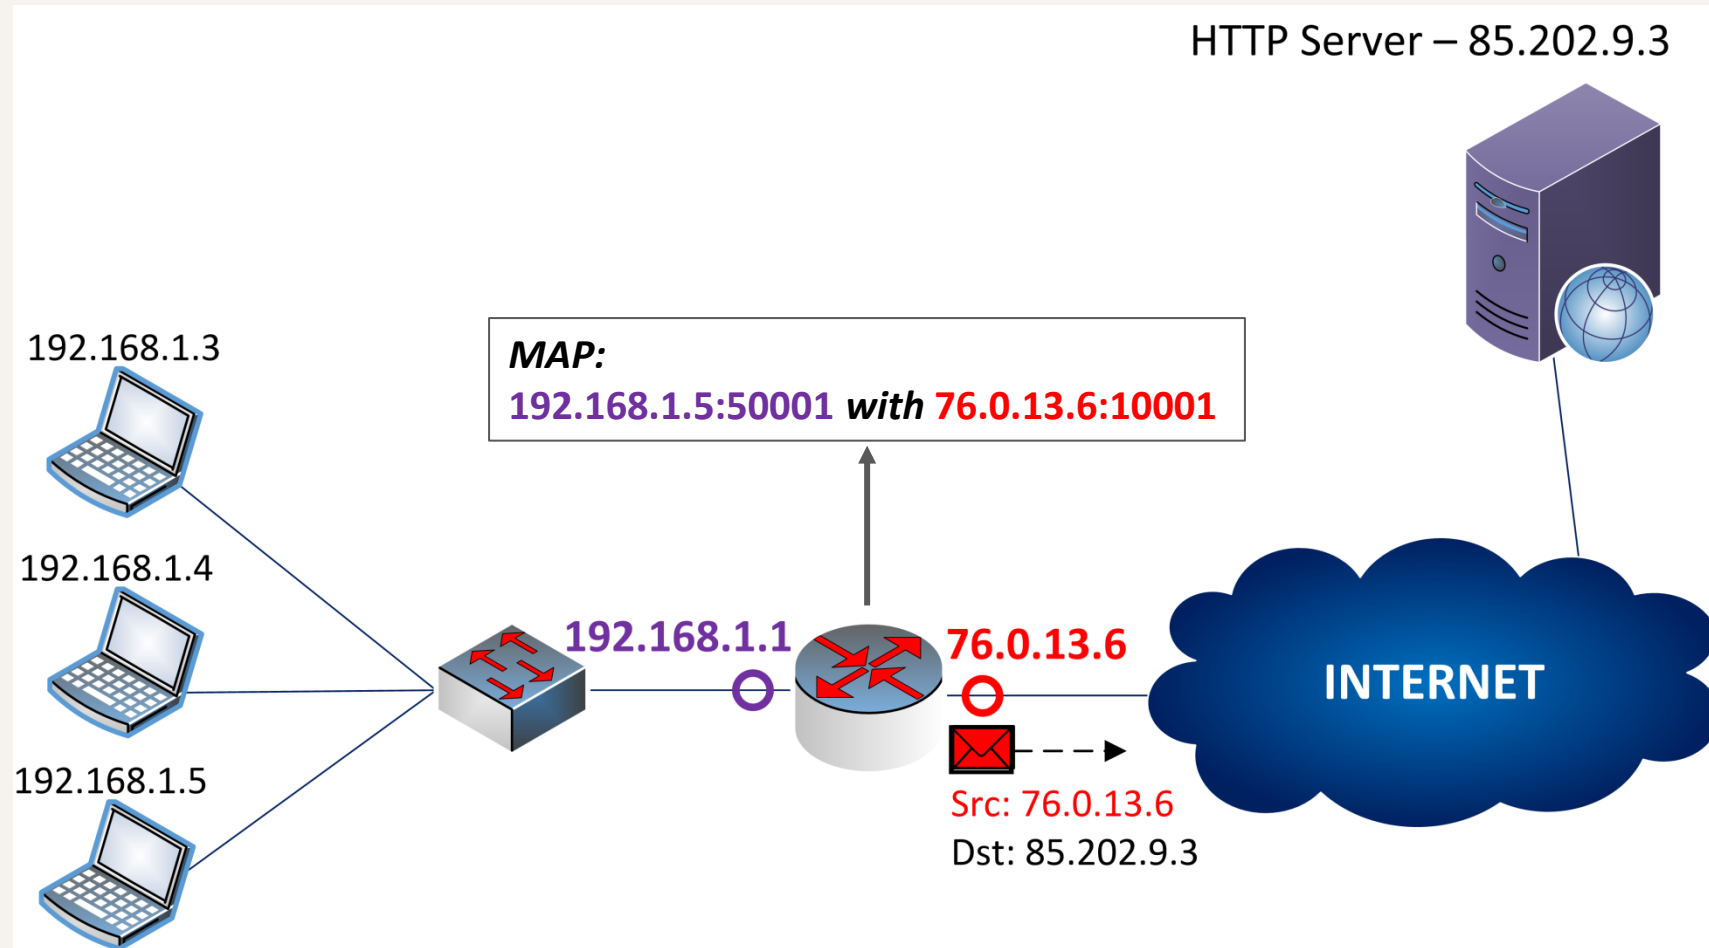 HTTP Server – 85.202.9.3
192.168.1.3
MAP:
192.168.1.5:50001 with 76.0.13.6:10001
192.168.1.4
192.168.1.1
76.0.13.6
INTERNET
192.168.1.5
Src: 76.0.13.6
Dst: 85.202.9.3